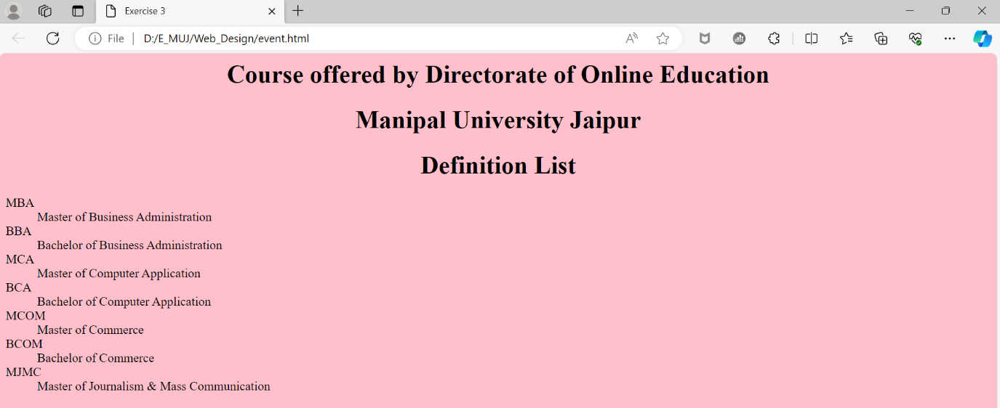 Exercise 3
File | D:/E_MUJ/Web_Design/event.html
Course offered by Directorate of Online Education
Manipal University Jaipur
Definition List
MBA
Master of Business Administration
BBA
Bachelor of Business Administration
MCA
Master of Computer Application
BCA
Bachelor of Computer Application
MCOM
Master of Commerce
BCOM
Bachelor of Commerce
MJMC
Master of Journalism & Mass Communication